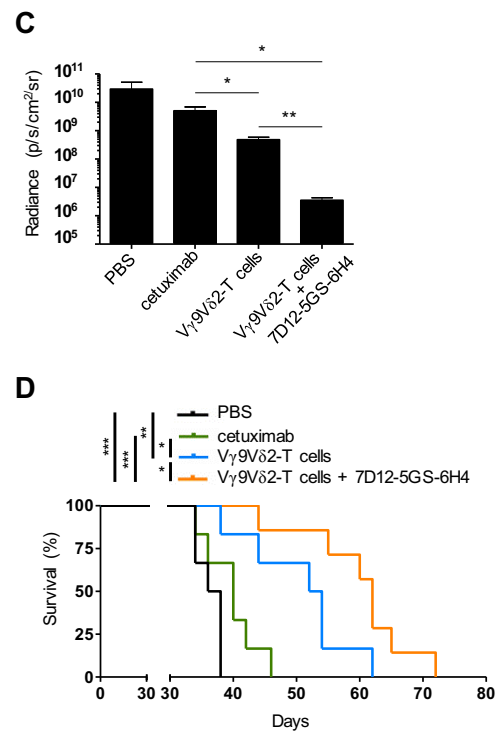 C
*
*
**
10¹¹
10¹⁰
10⁹
10⁸
10⁷
10⁶
10⁵
Radiance (p/s/cm²/sr)
PBS
cetuximab
Vγ9Vδ2-T cells
Vγ9Vδ2-T cells
+
7D12-5GS-6H4
D
***
***
**
*
*
PBS
cetuximab
Vγ9Vδ2-T cells
Vγ9Vδ2-T cells + 7D12-5GS-6H4
100
75
50
25
0
Survival (%)
0 30 30 40 50 60 70 80
Days